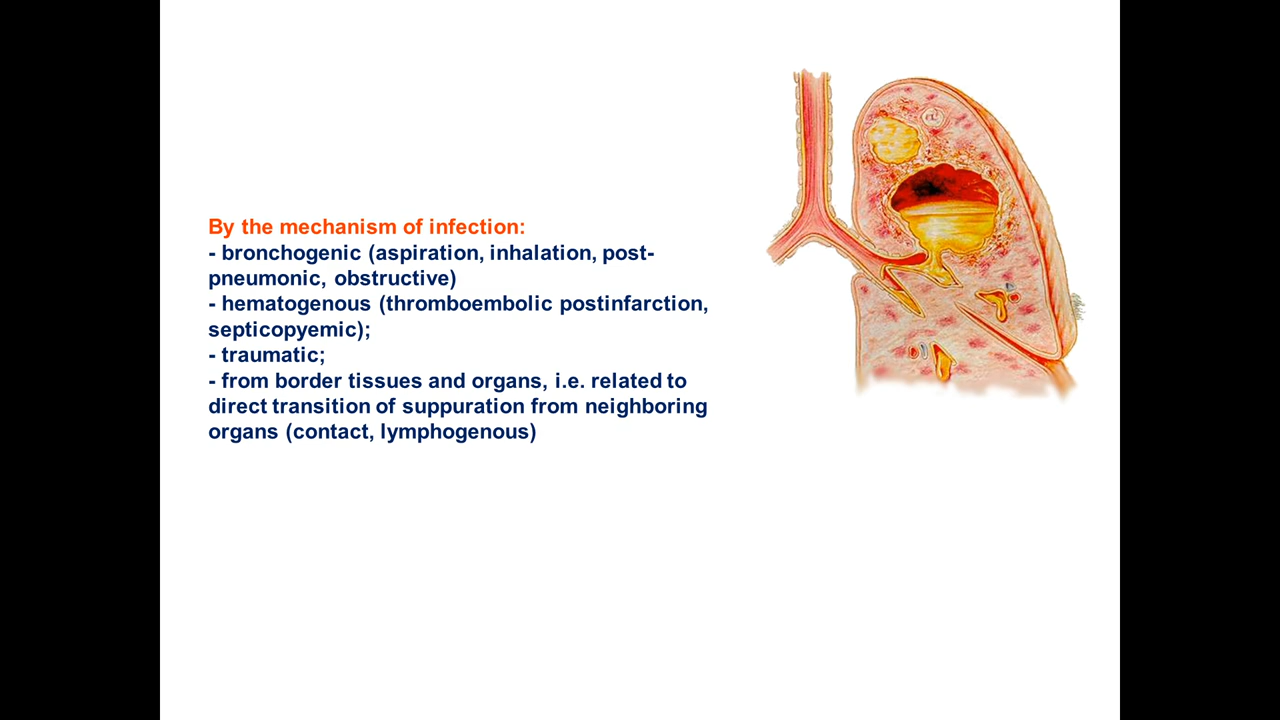 By the mechanism of infection:
- bronchogenic (aspiration, inhalation, post-
pneumonic, obstructive)
- hematogenous (thromboembolic postinfarction,
septicopyemic);
- traumatic;
- from border tissues and organs, i.e. related to
direct transition of suppuration from neighboring
organs (contact, lymphogenous)